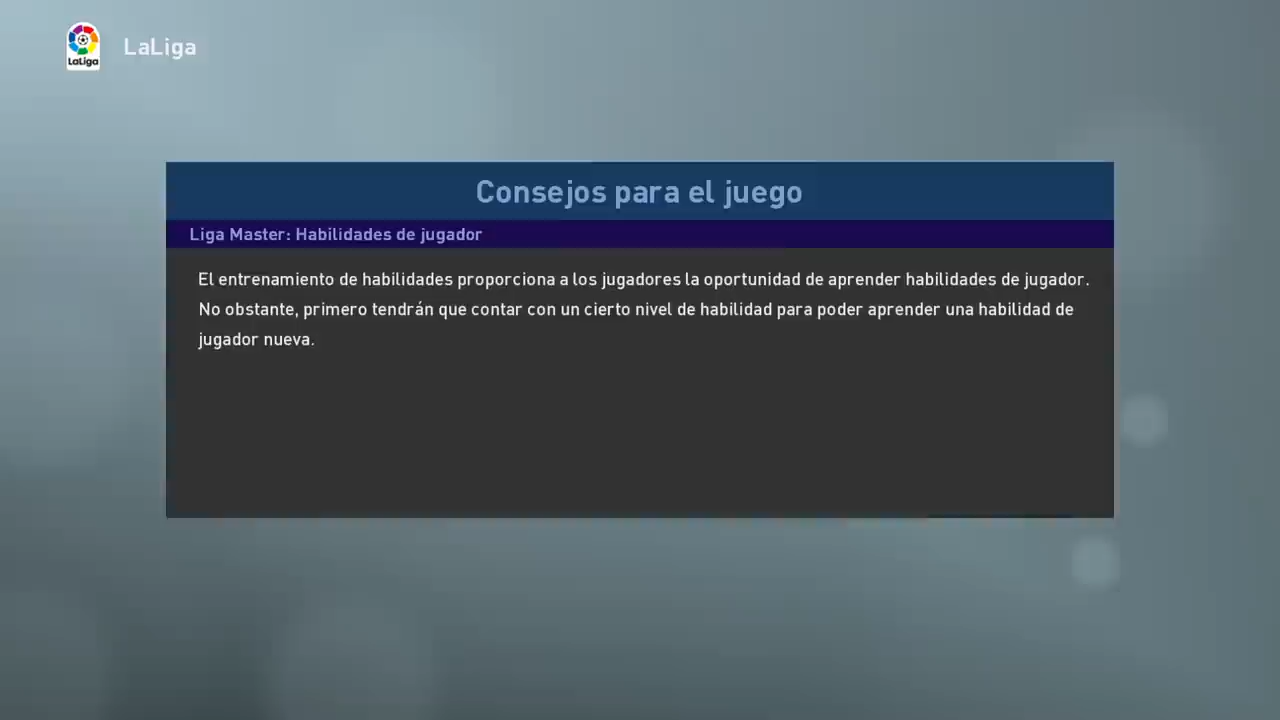 LaLiga
LaLiga
Consejos para el juego
Liga Master: Habilidades de jugador
El entrenamiento de habilidades proporciona a los jugadores la oportunidad de aprender habilidades de jugador.
No obstante, primero tendrán que contar con un cierto nivel de habilidad para poder aprender una habilidad de
jugador nueva.